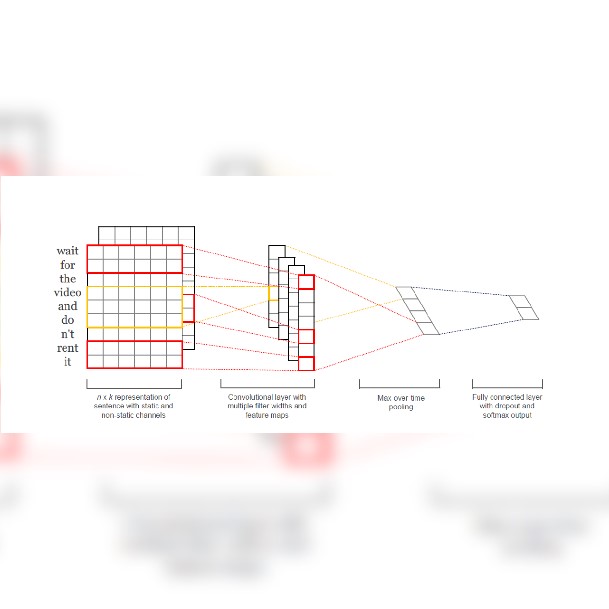 wait
for
the
video
and
do
n't
rent
it
n x k representation of
sentence with static and
non-static channels
Convolutional layer with
multiple filter widths and
feature maps
Max over time
pooling
Fully connected layer
with dropout and
softmax output